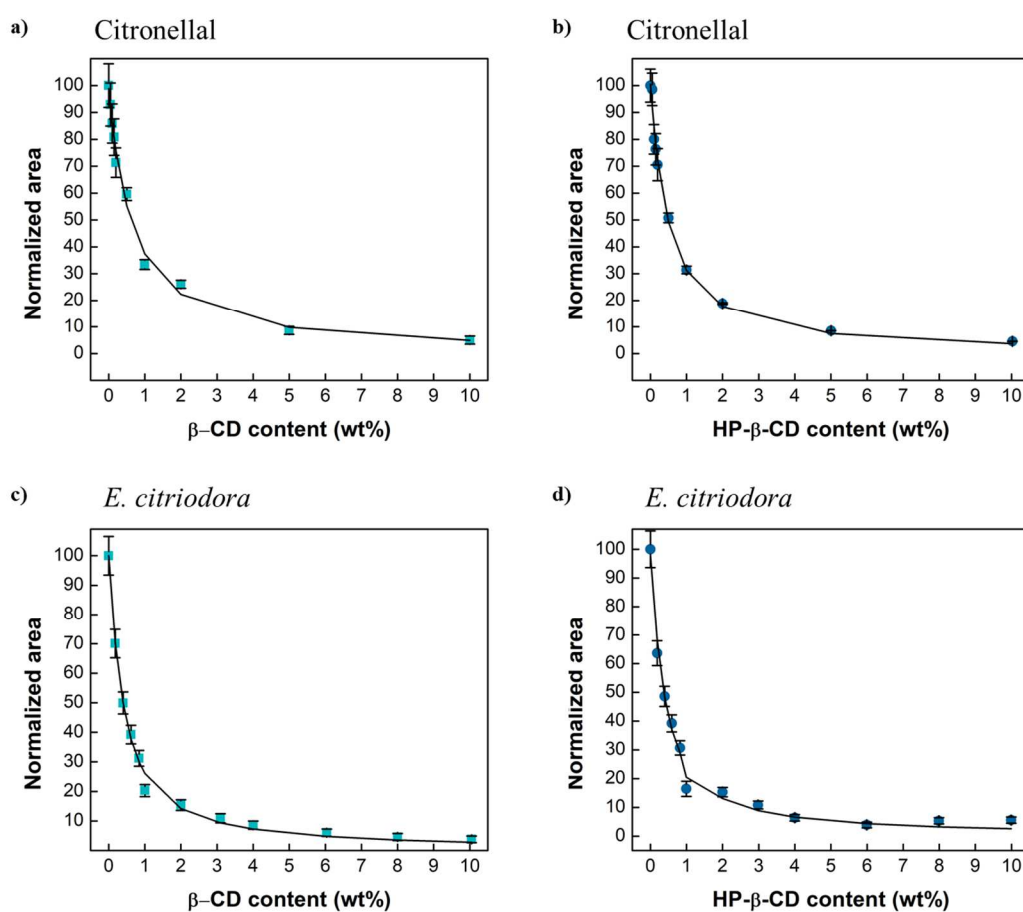 a) Citronellal
Normalized area
100
90
80
70
60
50
40
30
20
10
0
0 1 2 3 4 5 6 7 8 9 10
β–CD content (wt%)
b) Citronellal
Normalized area
100
90
80
70
60
50
40
30
20
10
0
0 1 2 3 4 5 6 7 8 9 10
HP-β-CD content (wt%)
c) E. citriodora
Normalized area
100
90
80
70
60
50
40
30
20
10
0 1 2 3 4 5 6 7 8 9 10
β–CD content (wt%)
d) E. citriodora
Normalized area
100
90
80
70
60
50
40
30
20
10
0
0 1 2 3 4 5 6 7 8 9 10
HP-β-CD content (wt%)